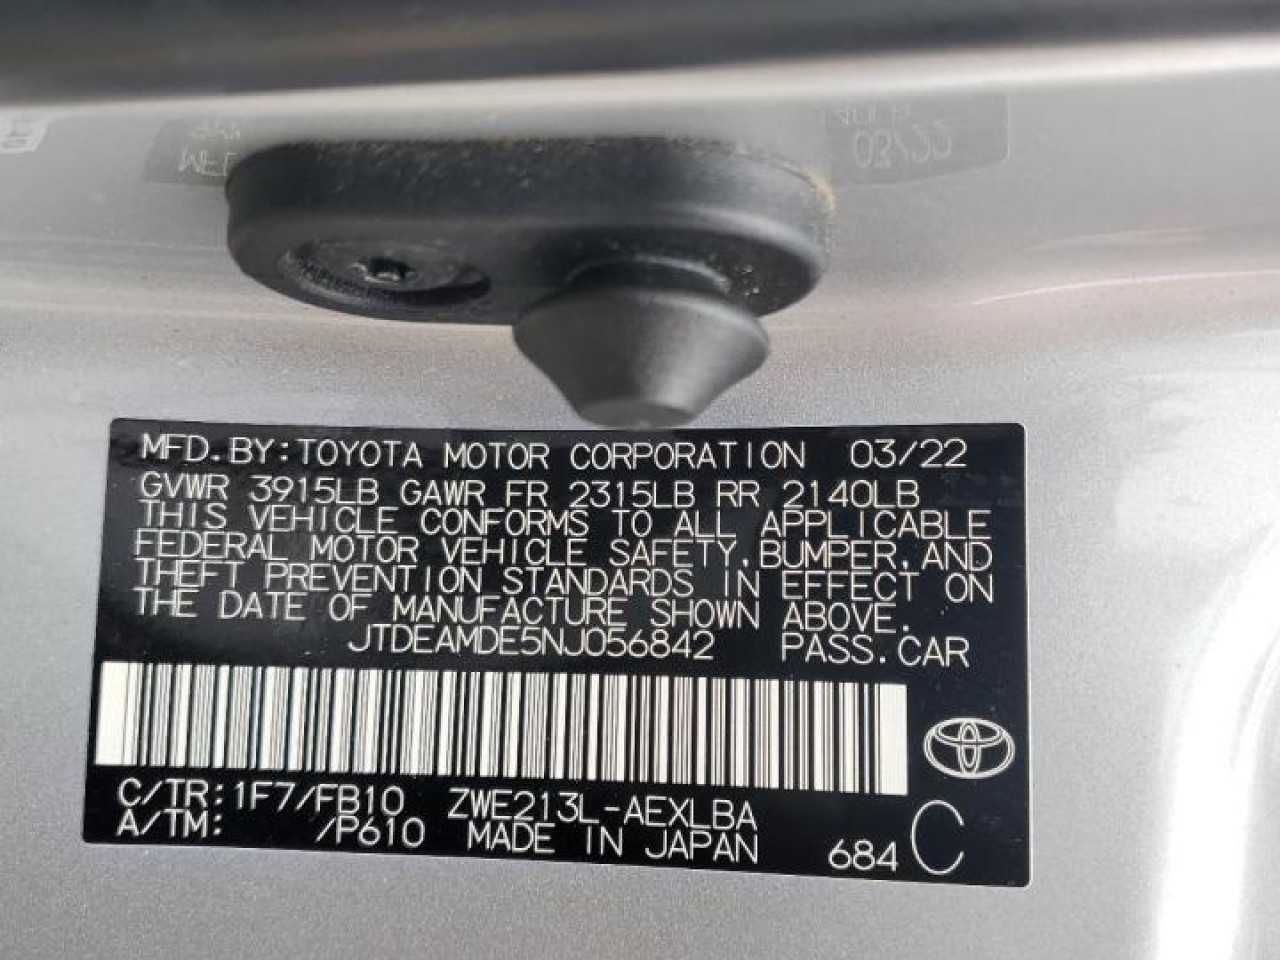 MFD.BY:TOYOTA MOTOR CORPORATION 03/22
GVWR 3915LB GAWR FR 2315LB RR 2140LB
THIS VEHICLE CONFORMS TO ALL APPLICABLE
FEDERAL MOTOR VEHICLE SAFETY,BUMPER,AND
THEFT PREVENTION STANDARDS IN EFFECT ON
THE DATE OF MANUFACTURE SHOWN ABOVE.
JTDEAMDE5NJ056842 PASS.CAR
C/TR:1F7/FB10 ZWE213L-AEXLBA
A/TM: /P610 MADE IN JAPAN 684 C